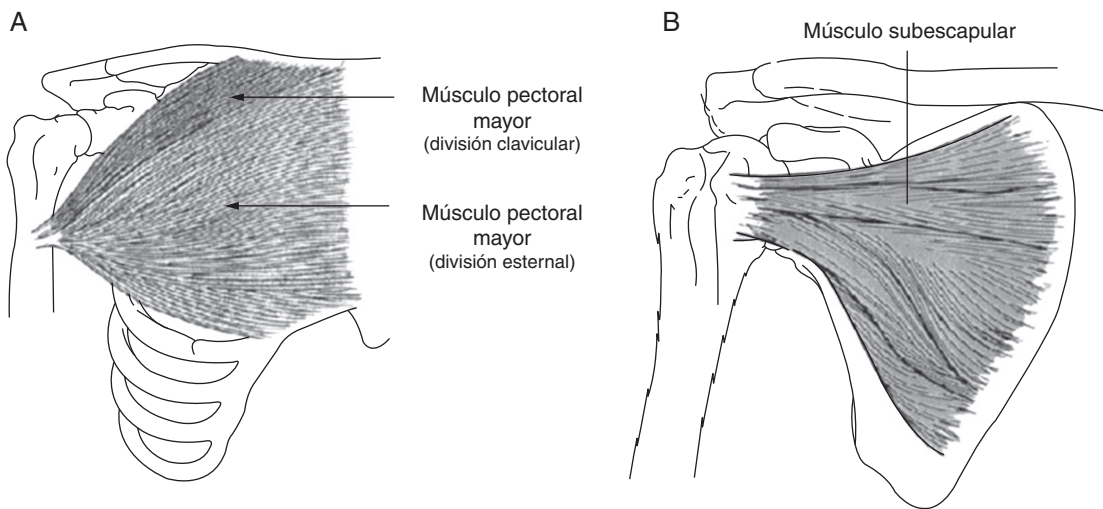 A
Músculo pectoral
mayor
(división clavicular)
Músculo pectoral
mayor
(división esternal)
B
Músculo subescapular